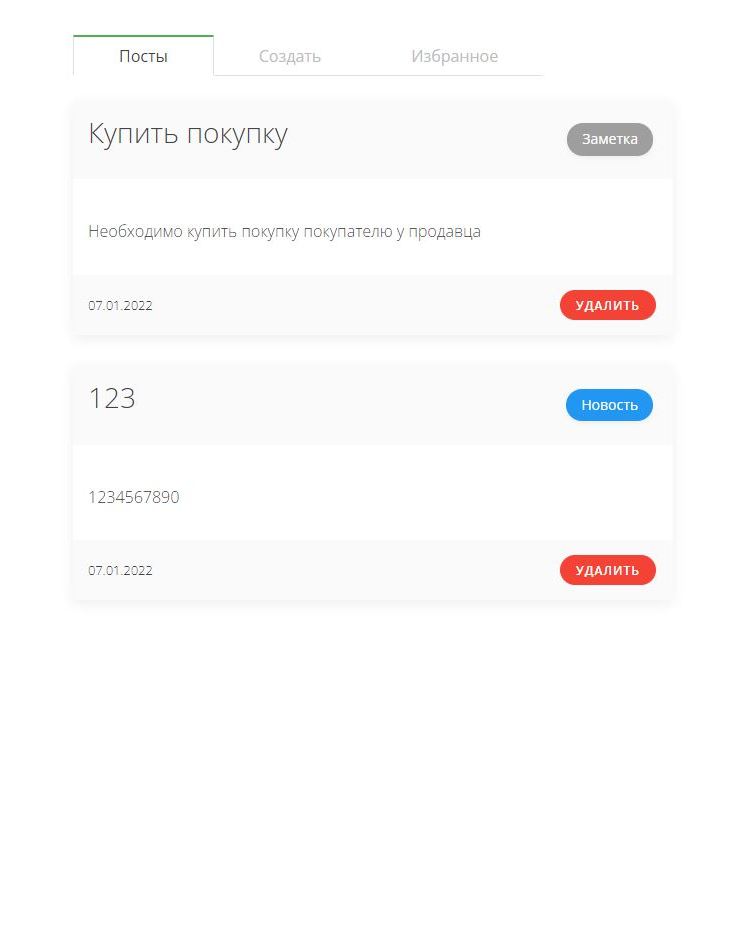 Посты Создать Избранное
Купить покупку Заметка
Необходимо купить покупку покупателю у продавца
07.01.2022 УДАЛИТЬ
123 Новость
1234567890
07.01.2022 УДАЛИТЬ